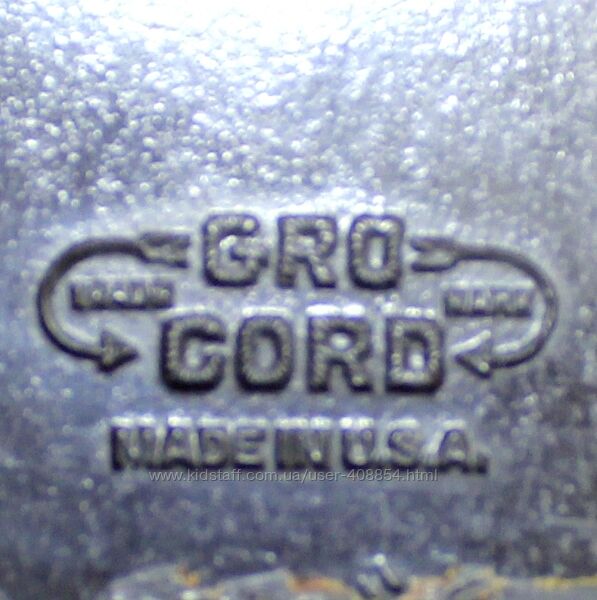 GRO
TRADE MARK
CORD
MADE IN U.S.A.
www.kidstaff.com.ua/user-408854.html